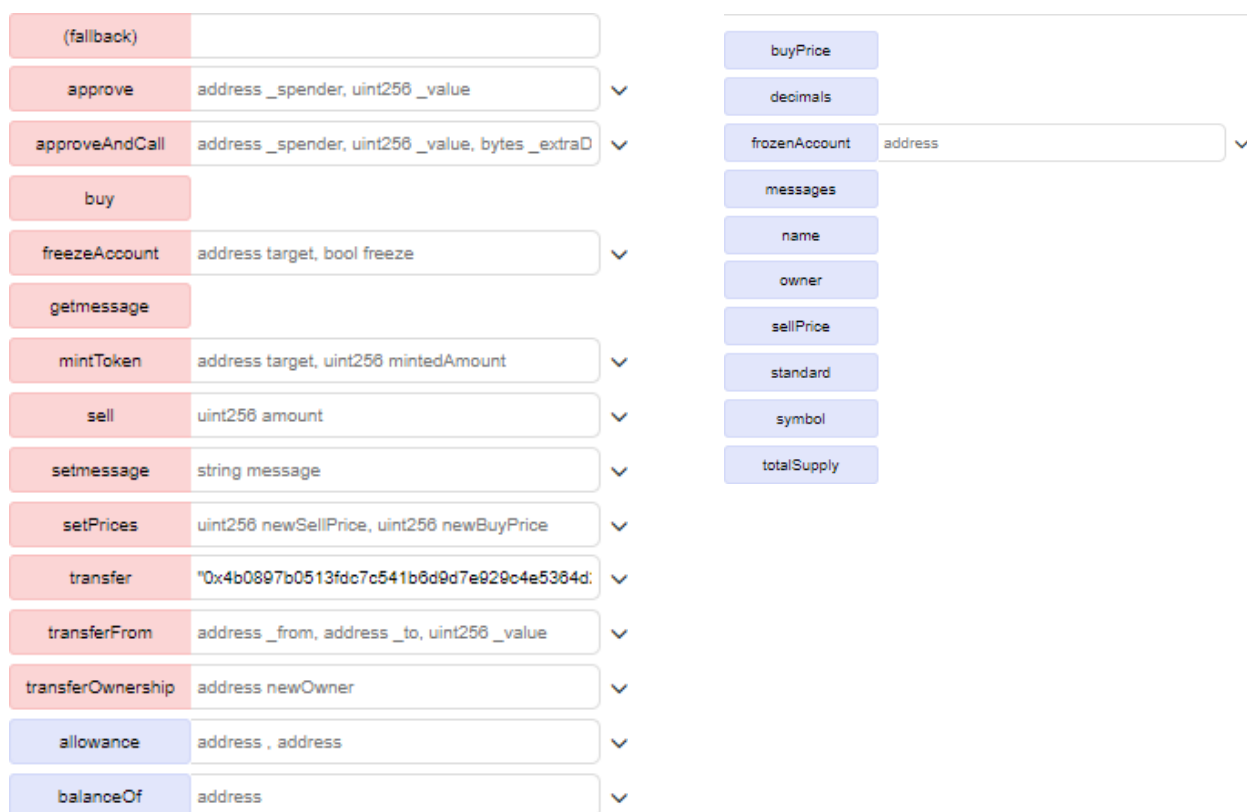 (fallback)
approve address _spender, uint256 _value
approveAndCall address _spender, uint256 _value, bytes _extraD
buy
freezeAccount address target, bool freeze
getmessage
mintToken address target, uint256 mintedAmount
sell uint256 amount
setmessage string message
setPrices uint256 newSellPrice, uint256 newBuyPrice
transfer "0x4b0897b0513fdc7c541b6d9d7e929c4e5364d
transferFrom address _from, address _to, uint256 _value
transferOwnership address newOwner
allowance address , address
balanceOf address
buyPrice
decimals
frozenAccount address
messages
name
owner
sellPrice
standard
symbol
totalSupply